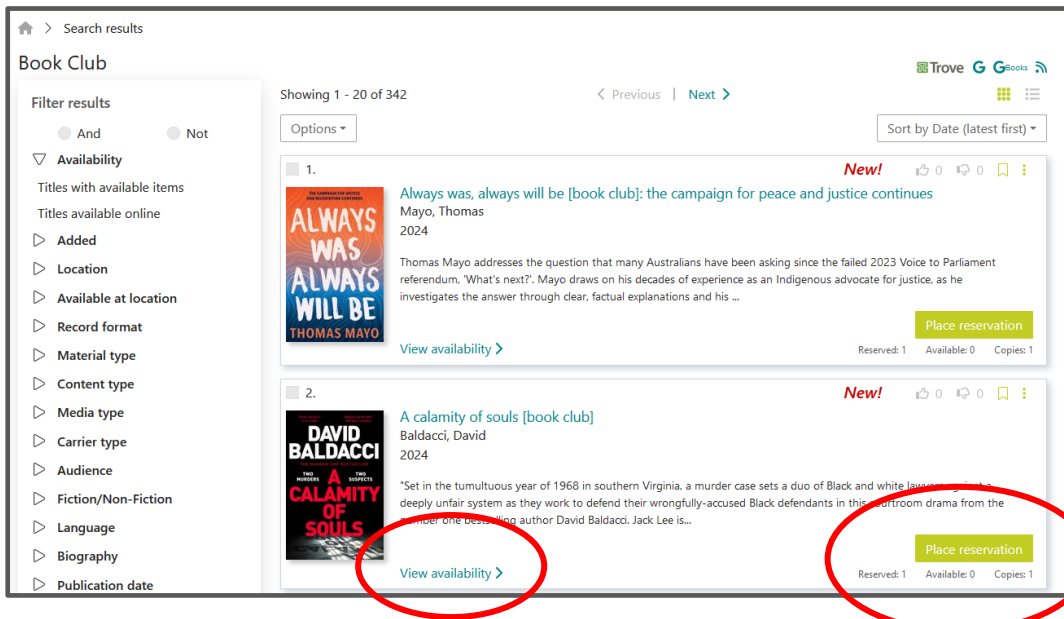 Search results
Book Club
Trove G GBooks
Filter results
And Not
Availability
Titles with available items
Titles available online
Added
Location
Available at location
Record format
Material type
Content type
Media type
Carrier type
Audience
Fiction/Non-Fiction
Language
Biography
Publication date
Showing 1 - 20 of 342
Previous | Next
Options
Sort by Date (latest first)
1.
New! 0 0
ALWAYS
WAS
ALWAYS
WILL BE
THOMAS MAYO
Always was, always will be [book club]: the campaign for peace and justice continues
Mayo, Thomas
2024
Thomas Mayo addresses the question that many Australians have been asking since the failed 2023 Voice to Parliament
referendum, 'What's next?'. Mayo draws on his decades of experience as an Indigenous advocate for justice, as he
investigates the answer through clear, factual explanations and his ...
Place reservation
View availability
Reserved: 1 Available: 0 Copies: 1
2.
New! 0 0
DAVID
BALDACCI
TWO MURDERS
TWO SUSPECTS
A
CALAMITY
OF
SOULS
A calamity of souls [book club]
Baldacci, David
2024
"Set in the tumultuous year of 1968 in southern Virginia, a murder case sets a duo of Black and white lawyers against a
deeply unfair system as they work to defend their wrongfully-accused Black defendants in this courtroom drama from the
number one bestselling author David Baldacci. Jack Lee is...
Place reservation
View availability
Reserved: 1 Available: 0 Copies: 1